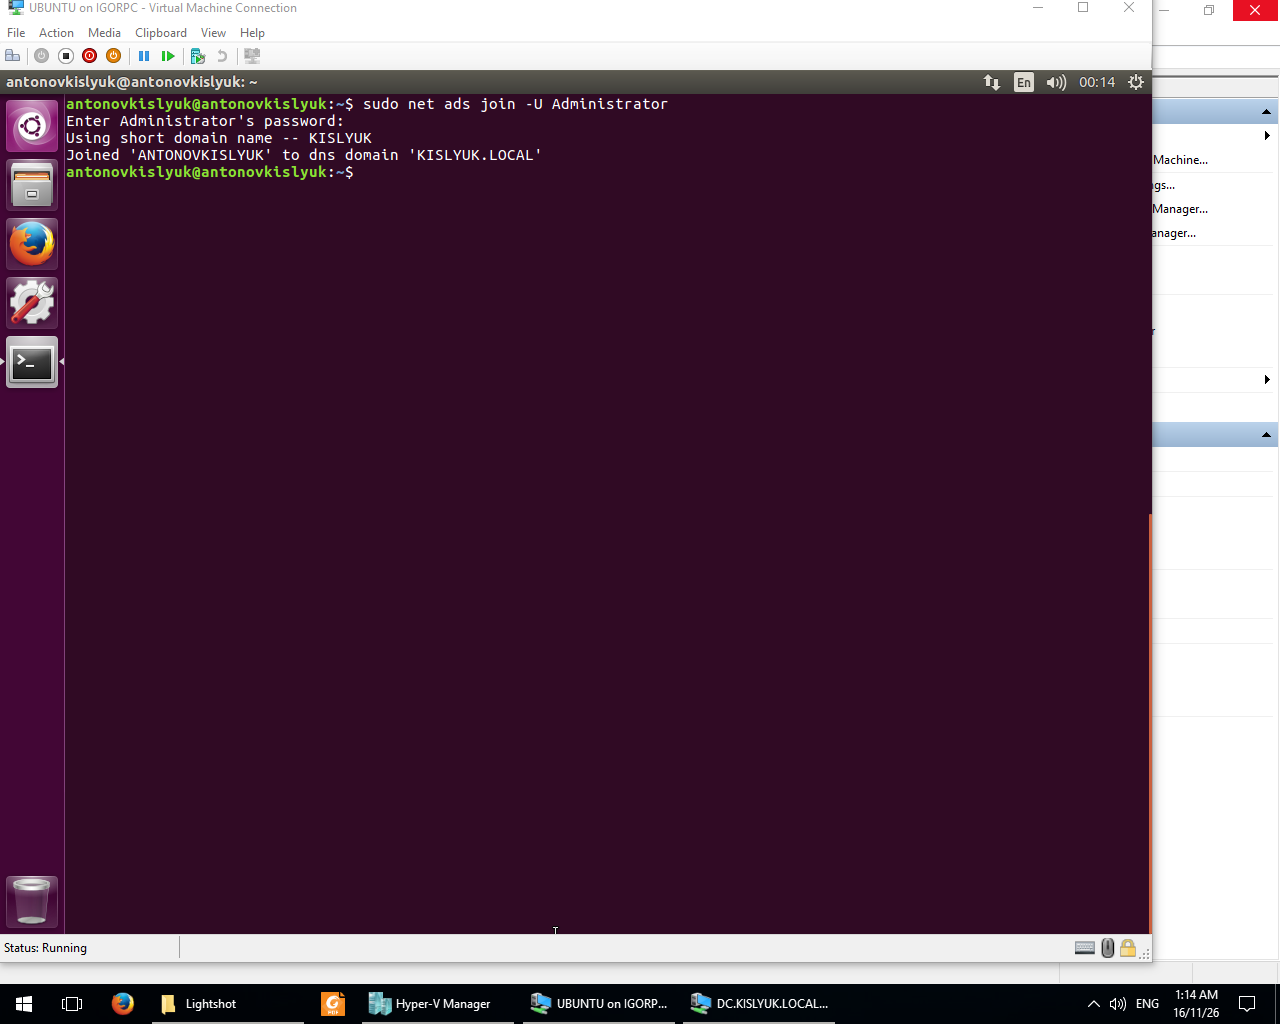 UBUNTU on IGORPC - Virtual Machine Connection
File Action Media Clipboard View Help
antonovkislyuk@antonovkislyuk: ~
En 00:14
antonovkislyuk@antonovkislyuk:~$ sudo net ads join -U Administrator
Enter Administrator's password:
Using short domain name -- KISLYUK
Joined 'ANTONOVKISLYUK' to dns domain 'KISLYUK.LOCAL'
antonovkislyuk@antonovkislyuk:~$
Machine...
gs...
Manager...
anager...
r
>_
Status: Running
Lightshot
PDF
Hyper-V Manager
UBUNTU on IGORP...
DC.KISLYUK.LOCAL...
ENG
1:14 AM
16/11/26